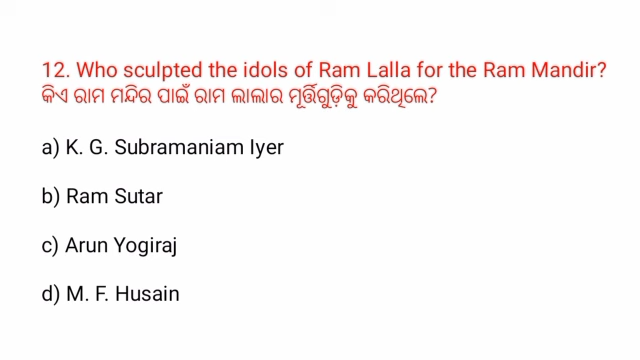 12. Who sculpted the idols of Ram Lalla for the Ram Mandir?
କିଏ ରାମ ମନ୍ଦିର ପାଇଁ ରାମ ଲାଲାର ମୂର୍ତ୍ତିଗୁଡ଼ିକୁ କରିଥିଲେ?
a) K. G. Subramaniam Iyer
b) Ram Sutar
c) Arun Yogiraj
d) M. F. Husain